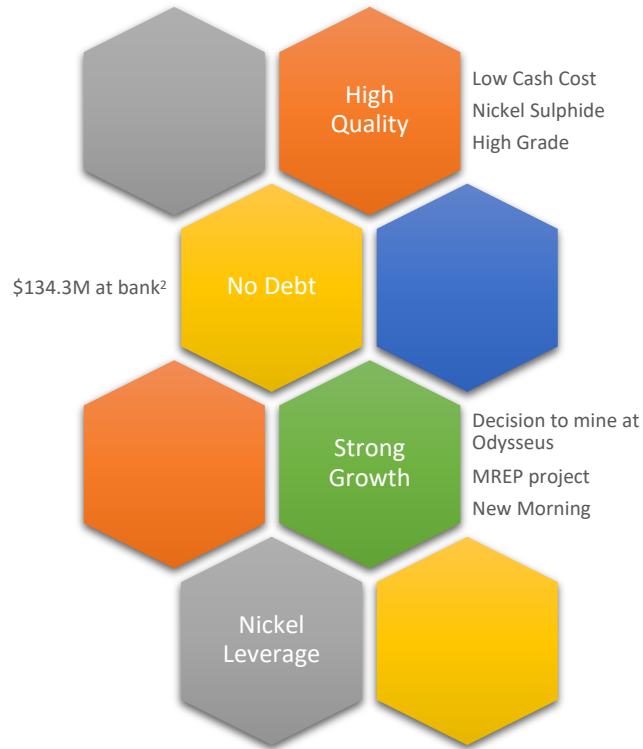 High
Quality
Low Cash Cost
Nickel Sulphide
High Grade
$134.3M at bank²
No Debt
Strong
Growth
Decision to mine at
Odysseus
MREP project
New Morning
Nickel
Leverage